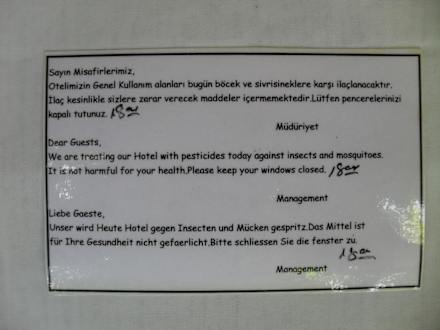 Sayın Misafirlerimiz,
Otelimizin Genel Kullanım alanları bugün böcek ve sivrisineklere karşı ilaçlanacaktır.
İlaç kesinlikle sizlere zarar verecek maddeler içermemektedir.Lütfen pencerelerinizi
kapalı tutunuz.
Müdüriyet
Dear Guests,
We are treating our Hotel with pesticides today against insects and mosquitoes.
It is not harmful for your health.Please keep your windows closed.
Management
Liebe Gaeste,
Unser wird Heute Hotel gegen Insecten und Mücken gespritz.Das Mittel ist
für Ihre Gesundheit nicht gefaerlicht.Bitte schliessen Sie die fenster zu.
Management